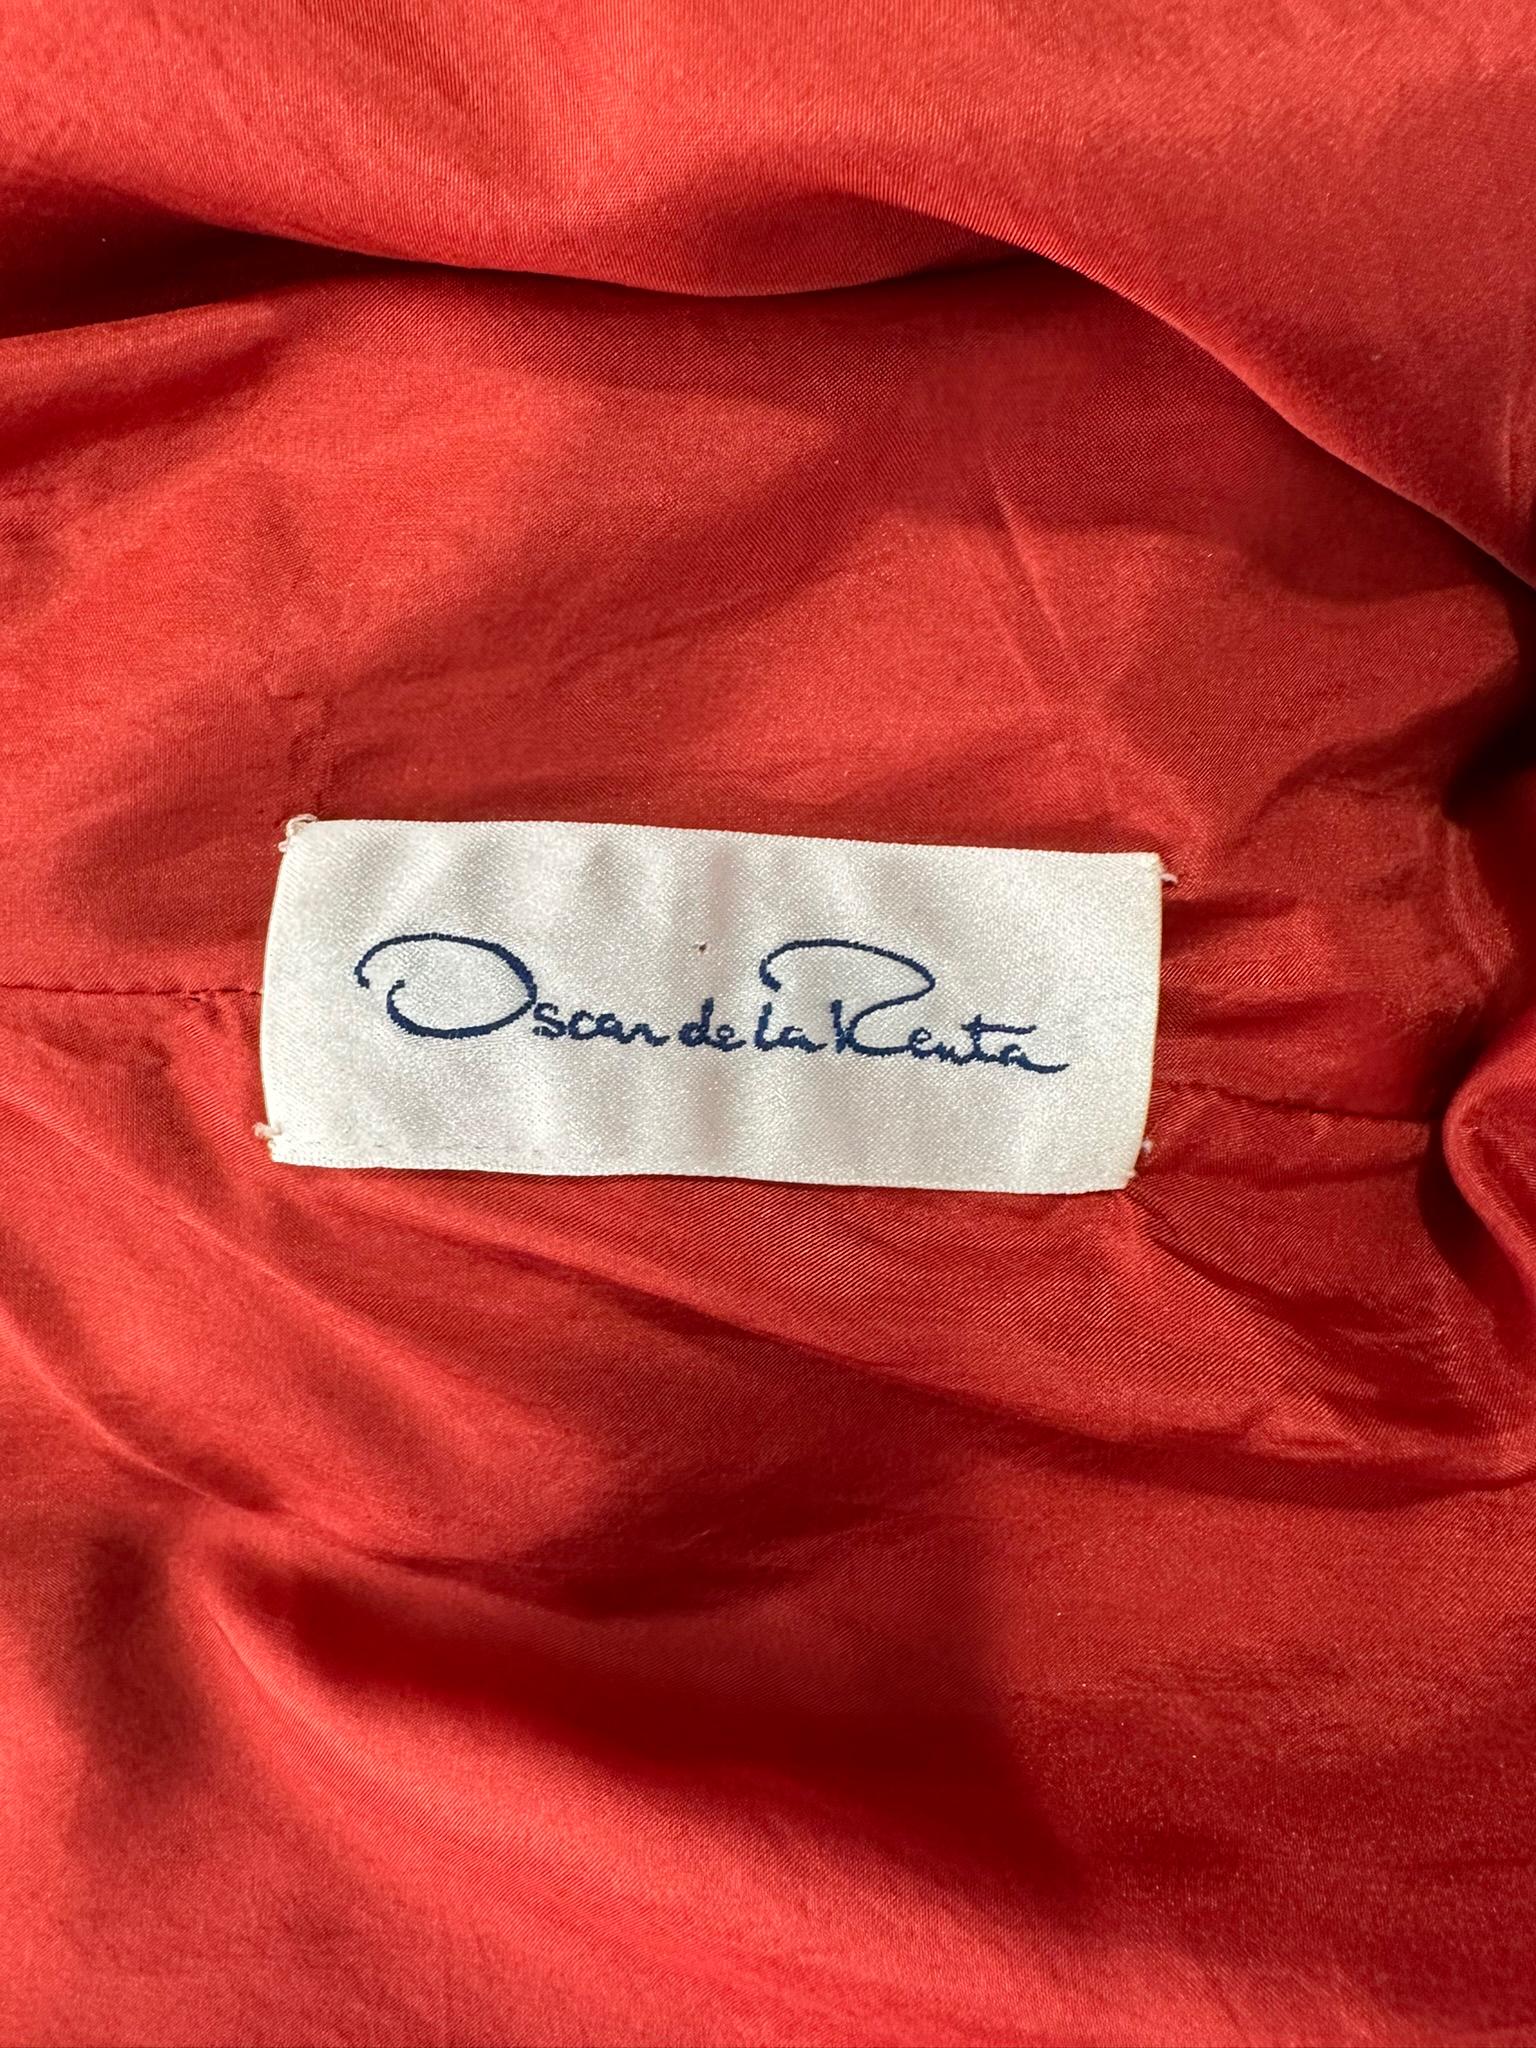 Oscar de la Renta